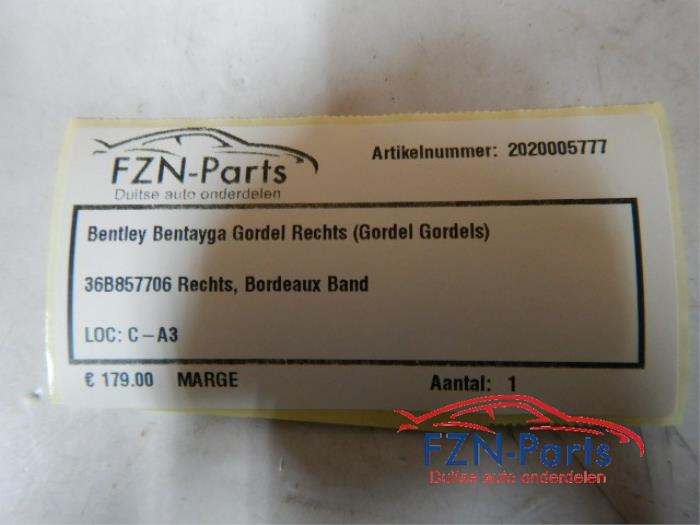 FZN-Parts
Duitse auto onderdelen
Artikelnummer: 2020005777
Bentley Bentayga Gordel Rechts (Gordel Gordels)
36B857706 Rechts, Bordeaux Band
LOC: C-A3
€ 179.00 MARGE Aantal: 1
FZN-Parts
Duitse auto onderdelen